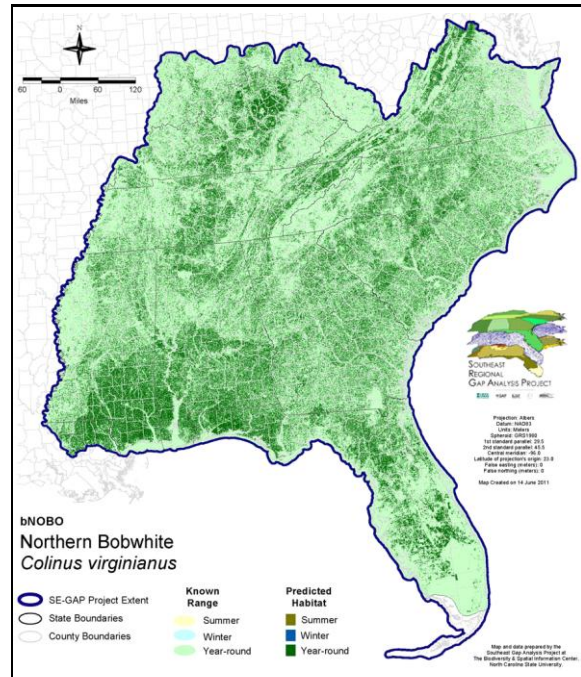 N
60 0 60 120
Miles
SOUTHEAST
REGIONAL
GAP ANALYSIS PROJECT
Projection: Albers
Datum: NAD83
Units: Meters
Spheroid: GRS1980
1st standard parallel: 29.5
2nd standard parallel: 45.5
Central meridian: -96.0
Latitude of projection's origin: 23.0
False easting (meters): 0
False northing (meters): 0
Map Created on 14 June 2011
bNOBO
Northern Bobwhite
Colinus virginianus
SE-GAP Project Extent
State Boundaries
County Boundaries
Known
Range
Summer
Winter
Year-round
Predicted
Habitat
Summer
Winter
Year-round
Map and data prepared by the
Southeast Gap Analysis Project at
The Biodiversity & Spatial Information Center,
North Carolina State University.